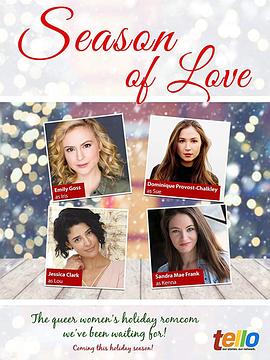 Season
of Love
Emily Goss
as Iris
Dominique Provost-Chalkley
as Sue
Jessica Clark
as Lou
Sandra Mae Frank
as Kenna
The queer women's holiday romcom
we've been waiting for!
Coming this holiday season!
tello